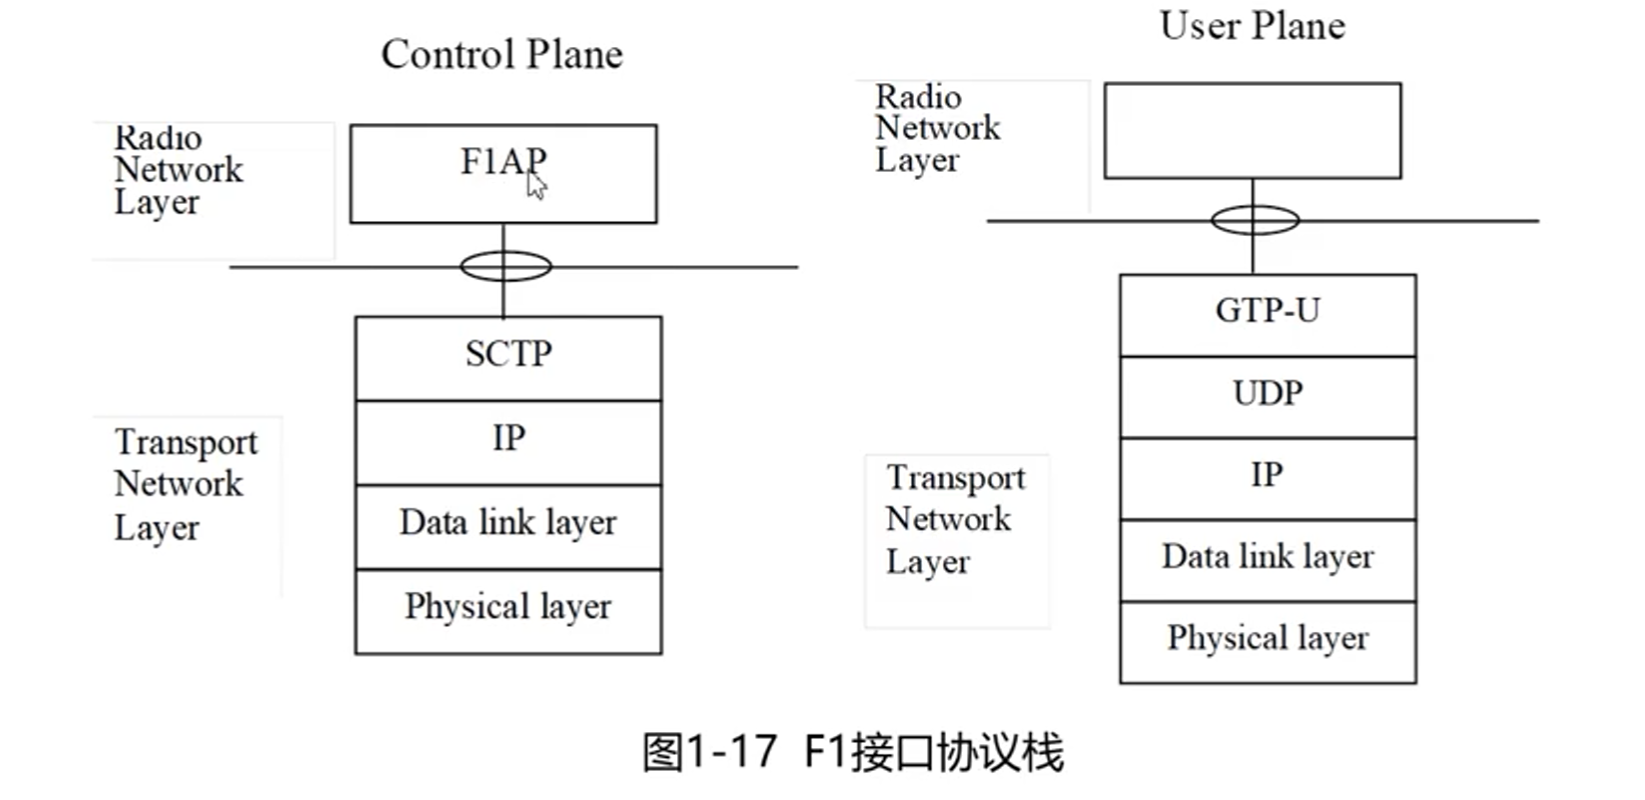 Control Plane
Radio
Network
Layer
F1AP
SCTP
IP
Data link layer
Physical layer
Transport
Network
Layer
User Plane
Radio
Network
Layer
GTP-U
UDP
IP
Data link layer
Physical layer
Transport
Network
Layer
图1-17 F1接口协议栈